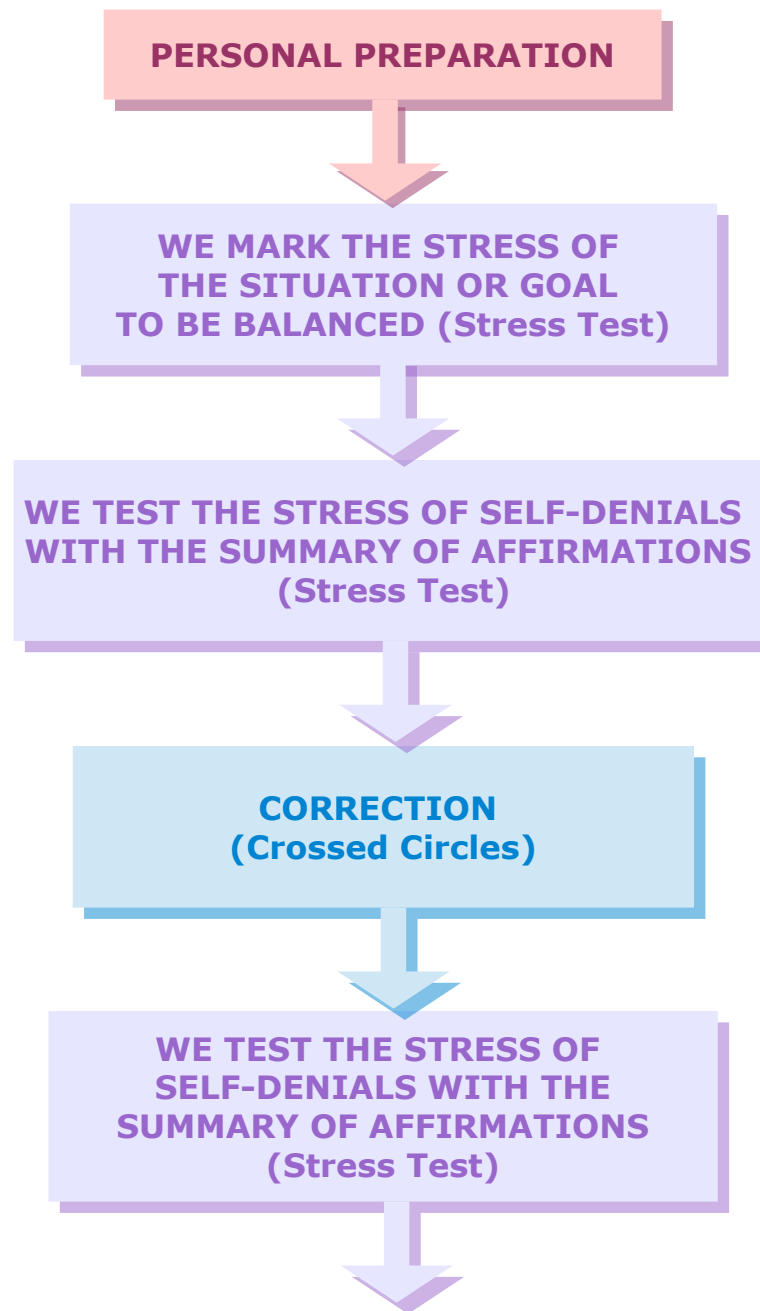 PERSONAL PREPARATION
WE MARK THE STRESS OF
THE SITUATION OR GOAL
TO BE BALANCED (Stress Test)
WE TEST THE STRESS OF SELF-DENIALS
WITH THE SUMMARY OF AFFIRMATIONS
(Stress Test)
CORRECTION
(Crossed Circles)
WE TEST THE STRESS OF
SELF-DENIALS WITH THE
SUMMARY OF AFFIRMATIONS
(Stress Test)